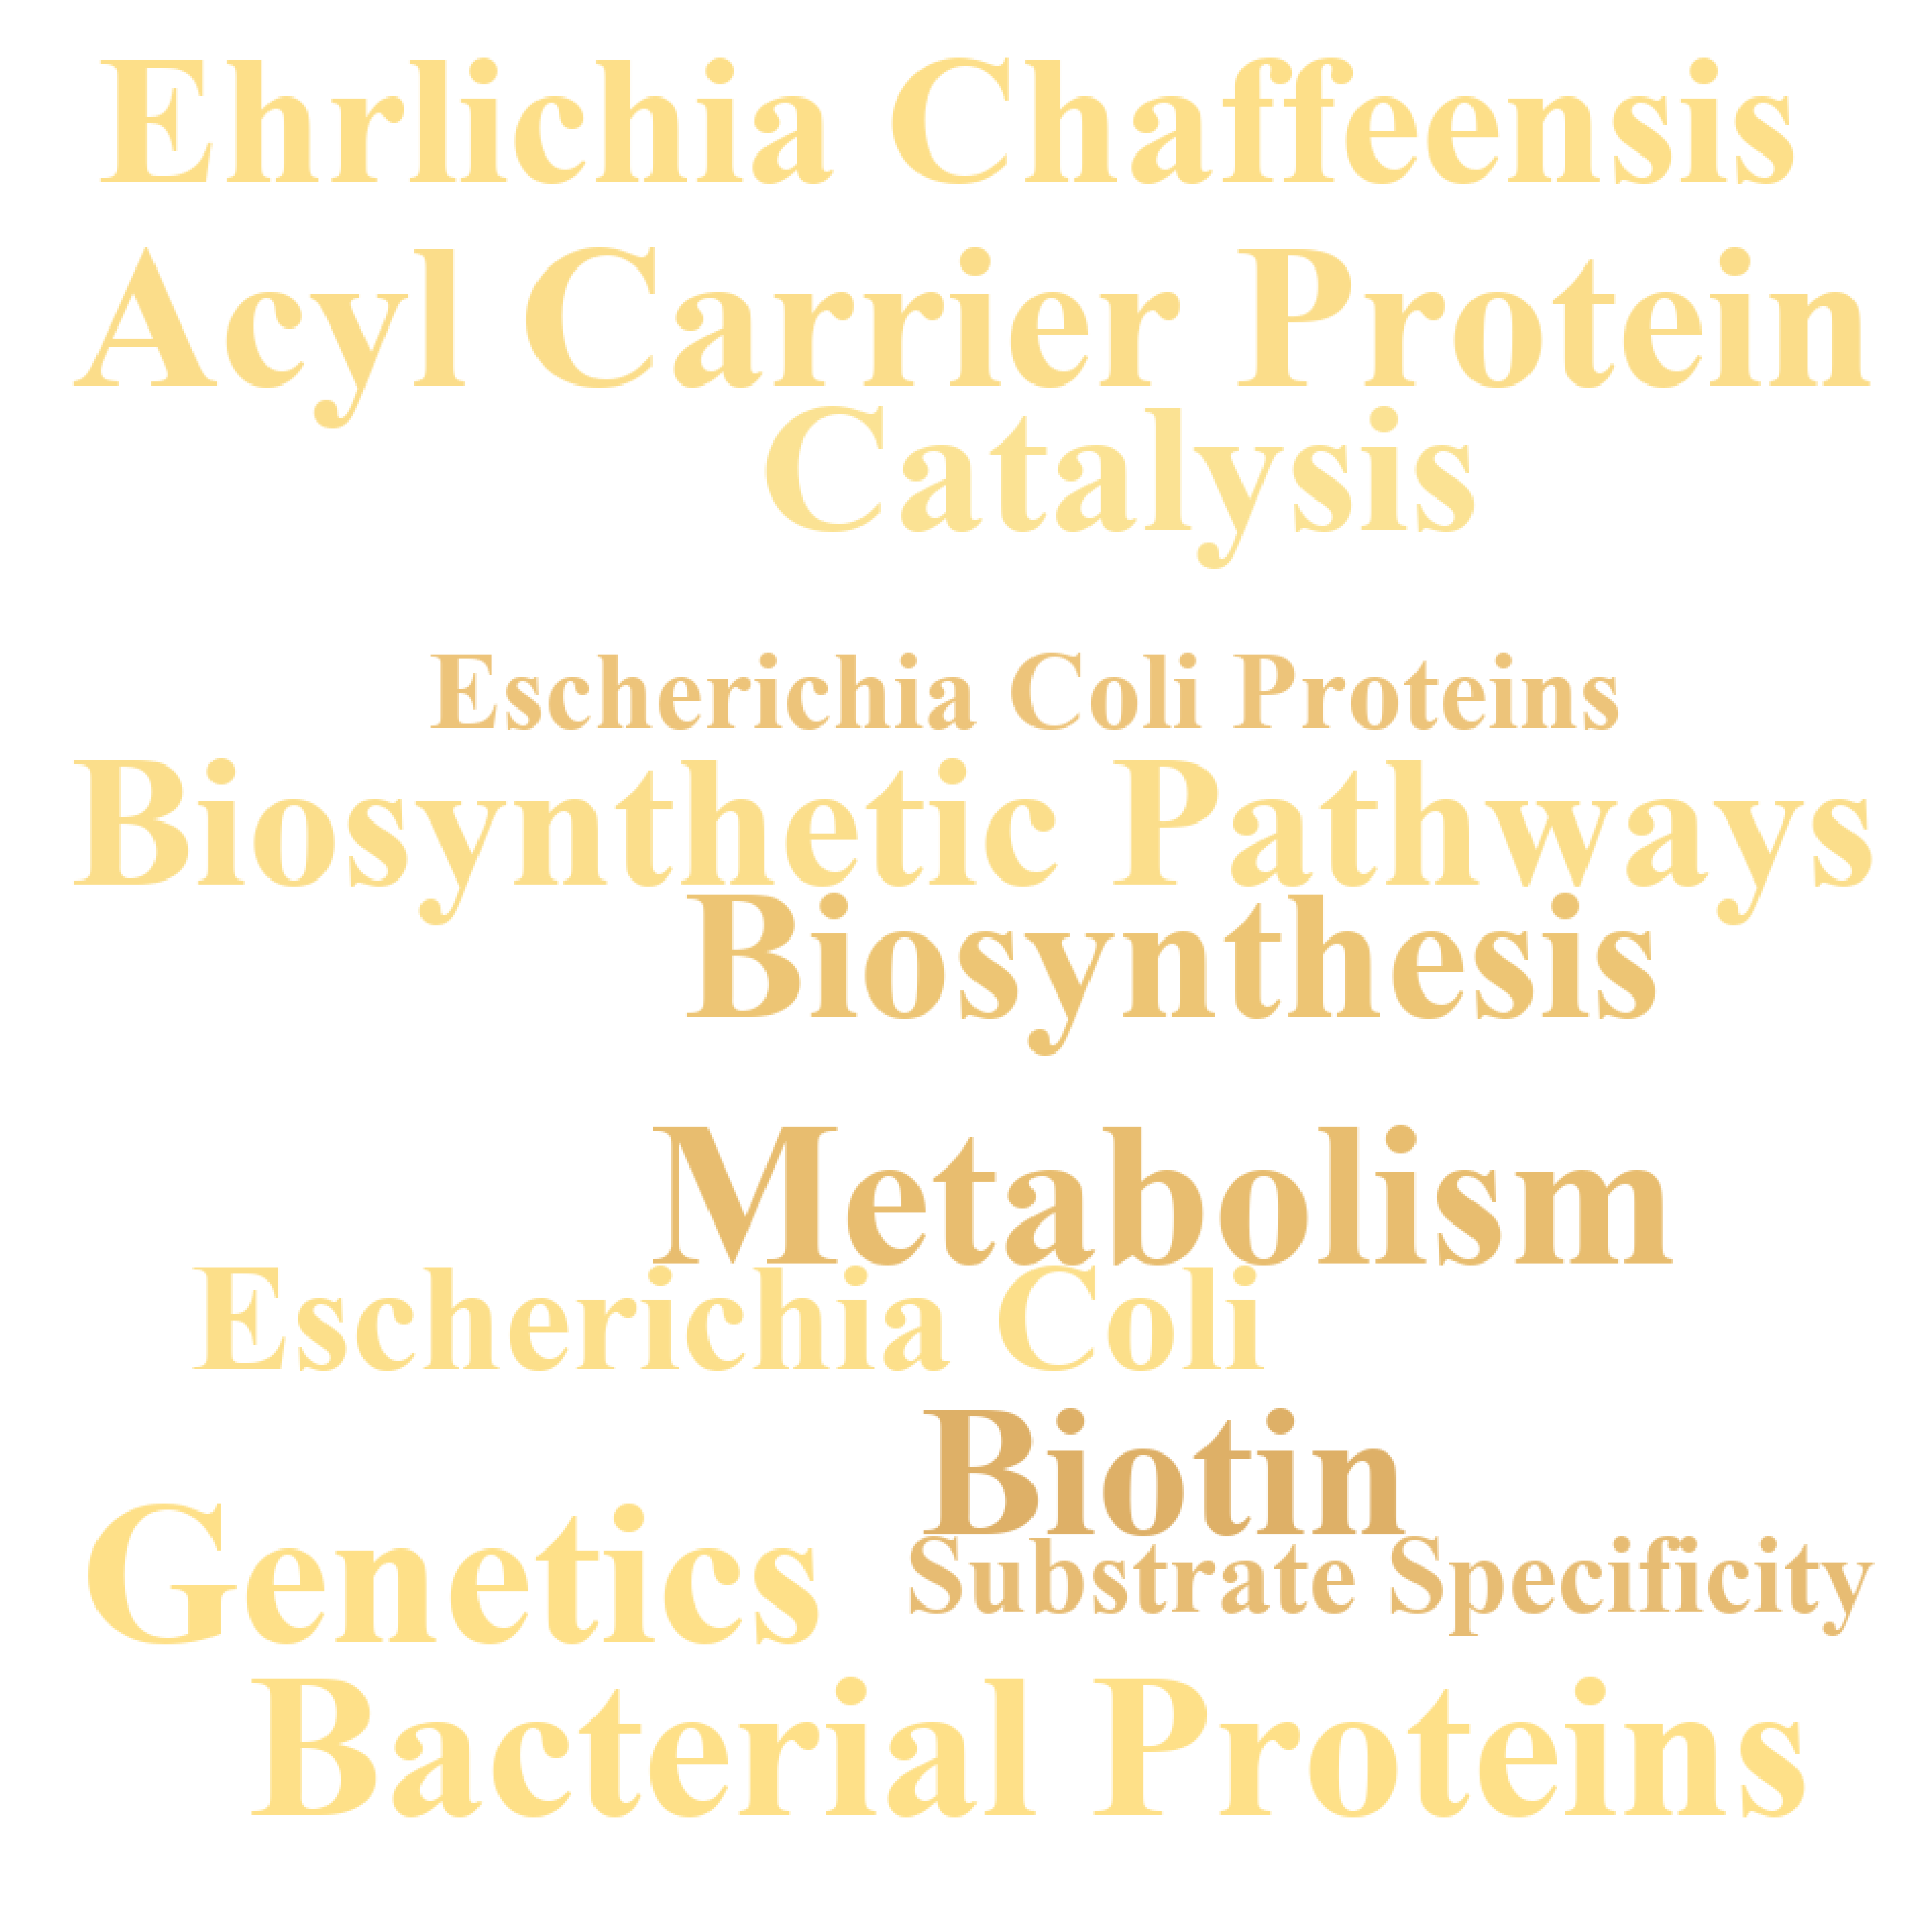 Ehrlichia Chaffeensis
Acyl Carrier Protein
Catalysis
Escherichia Coli Proteins
Biosynthetic Pathways
Biosynthesis
Metabolism
Escherichia Coli
Biotin
Genetics
Substrate Specificity
Bacterial Proteins